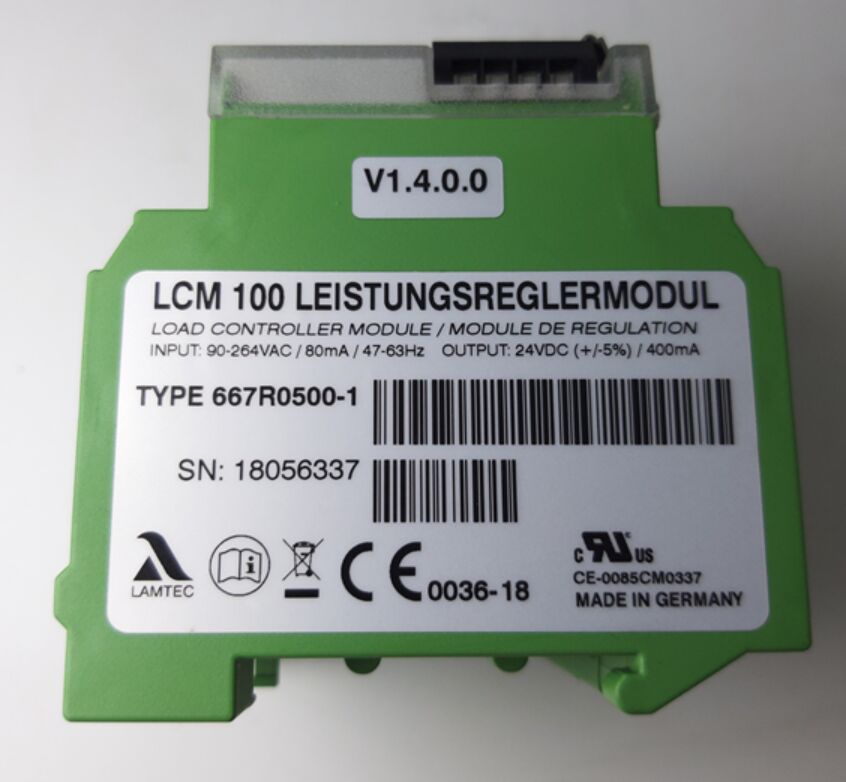 V1.4.0.0
LCM 100 LEISTUNGSREGLERMODUL
LOAD CONTROLLER MODULE / MODULE DE REGULATION
INPUT: 90-264VAC / 80mA / 47-63Hz OUTPUT: 24VDC (+/-5%) / 400mA
TYPE 667R0500-1
SN: 18056337
LAMTEC
i
CE 0036-18
c RU US
CE-0085CM0337
MADE IN GERMANY